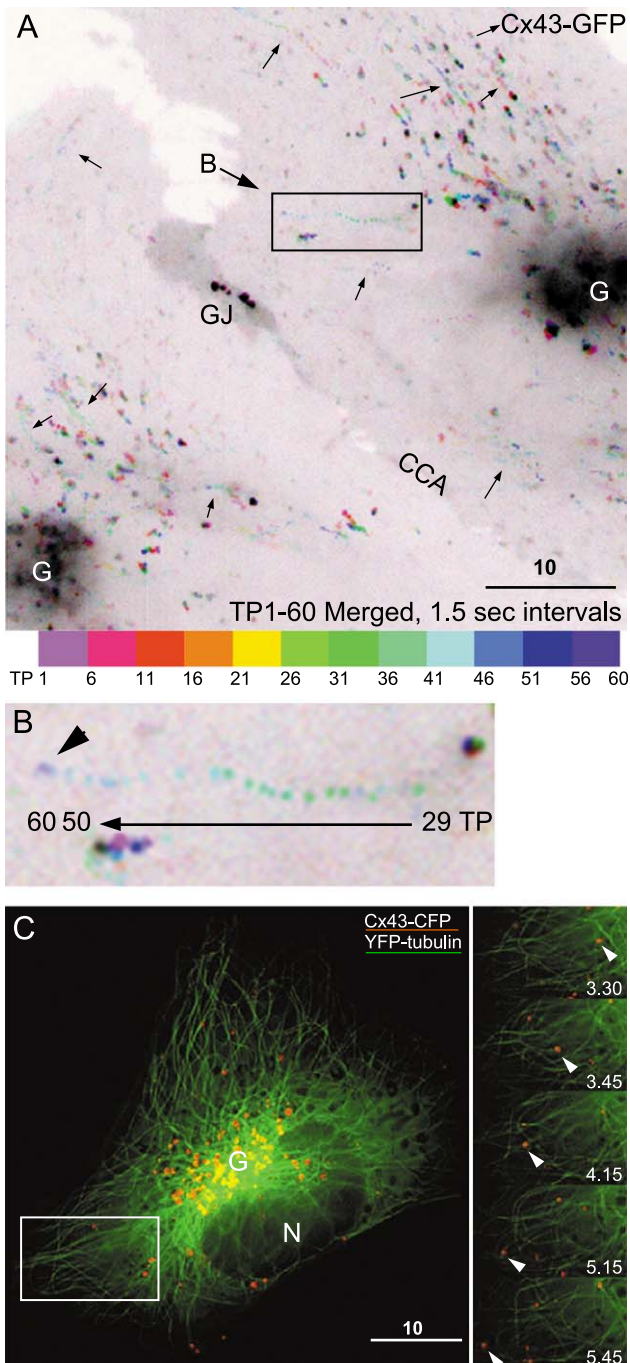 A
Cx43-GFP
B
G
GJ
CCA
G
10
TP1-60 Merged, 1.5 sec intervals
TP 1 6 11 16 21 26 31 36 41 46 51 56 60
B
60 50 29 TP
C
Cx43-CFP
YFP-tubulin
G
N
10
3.30
3.45
4.15
5.15
5.45